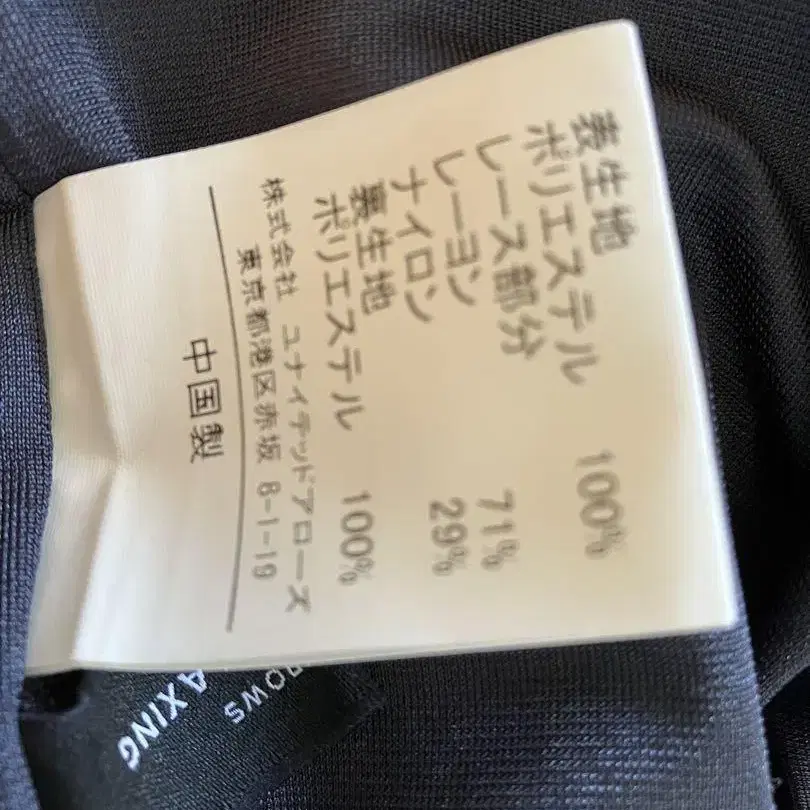 表生地
ポリエステル 100%
レース部分
レーヨン 71%
ナイロン 29%
裏生地
ポリエステル 100%
株式会社 ユナイテッドアローズ
東京都港区赤坂 8-1-19
中国製
ROWS
AXING